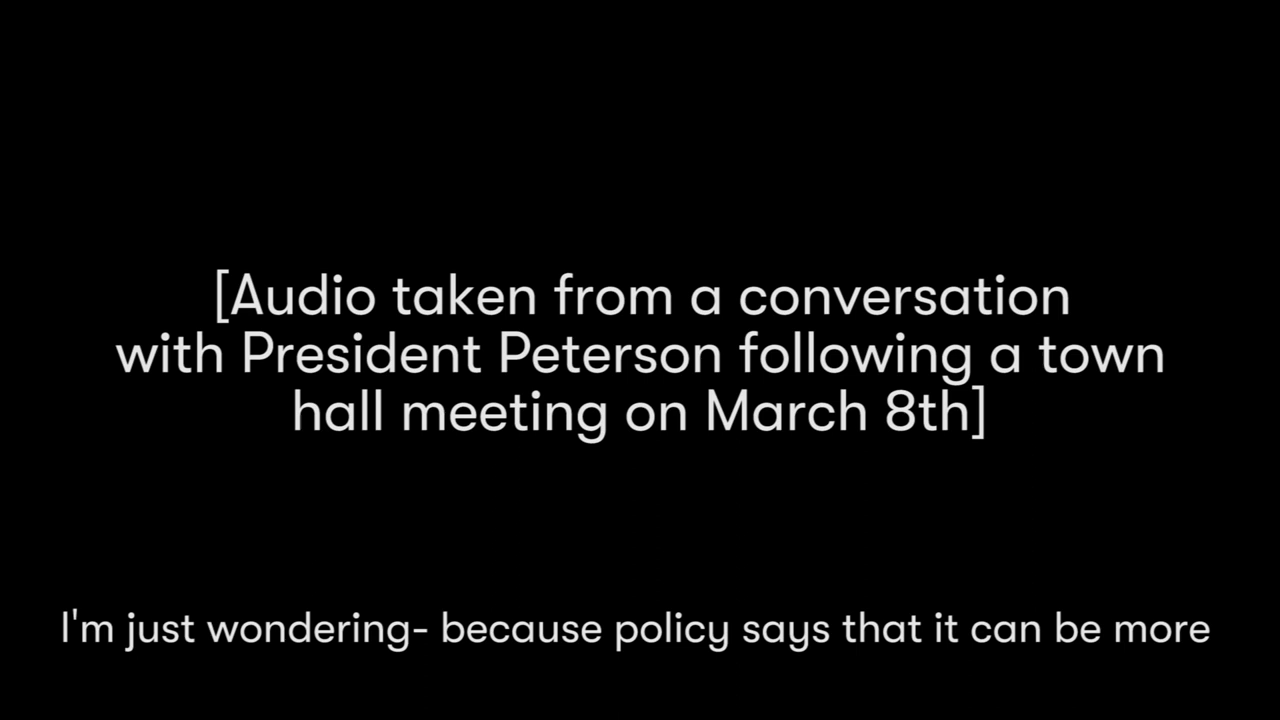 [Audio taken from a conversation
with President Peterson following a town
hall meeting on March 8th]
I'm just wondering- because policy says that it can be more